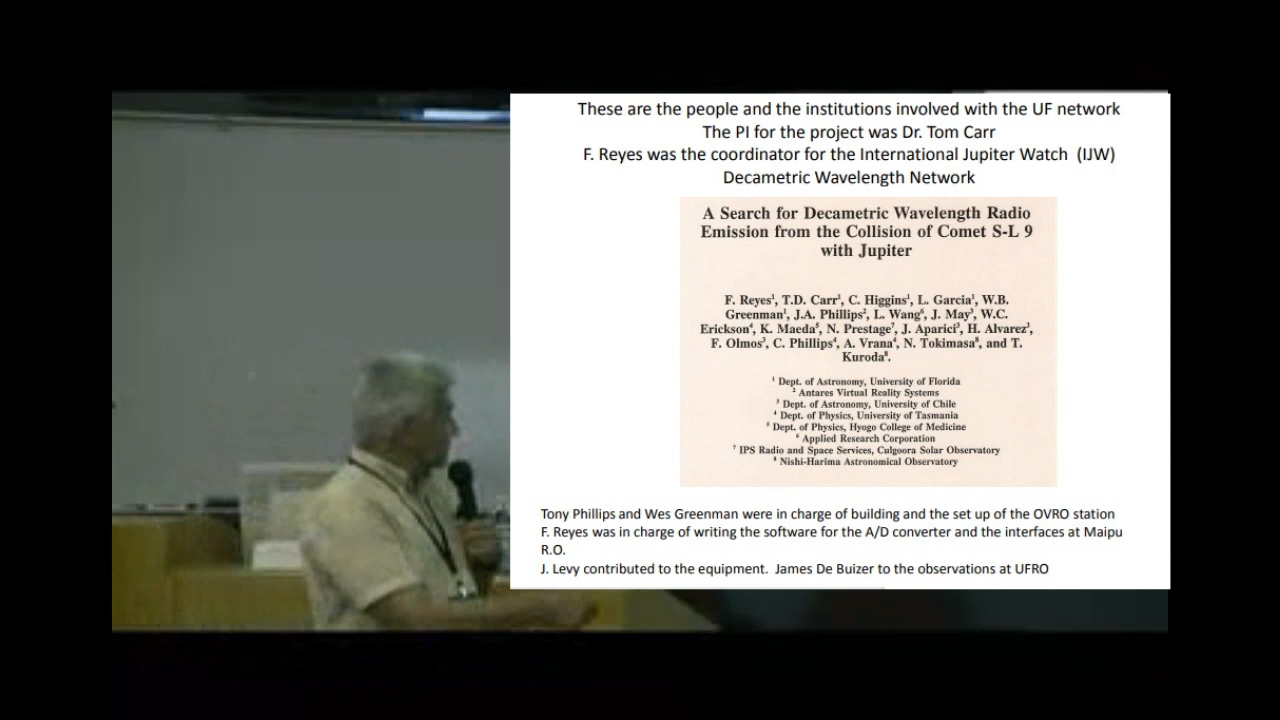 These are the people and the institutions involved with the UF network
The PI for the project was Dr. Tom Carr
F. Reyes was the coordinator for the International Jupiter Watch (IJW)
Decametric Wavelength Network
A Search for Decametric Wavelength Radio
Emission from the Collision of Comet S-L 9
with Jupiter
F. Reyes¹, T.D. Carr¹, C. Higgins¹, L. Garcia¹, W.B.
Greenman¹, J.A. Phillips², L. Wang⁶, J. May³, W.C.
Erickson⁴, K. Maeda⁵, N. Prestage⁷, J. Aparici³, H. Alvarez³,
F. Olmos³, C. Phillips⁴, A. Vrana⁴, N. Tokimasa⁸, and T.
Kuroda⁸.
¹ Dept. of Astronomy, University of Florida
² Antares Virtual Reality Systems
³ Dept. of Astronomy, University of Chile
⁴ Dept. of Physics, University of Tasmania
⁵ Dept. of Physics, Hyogo College of Medicine
⁶ Applied Research Corporation
⁷ IPS Radio and Space Services, Culgoora Solar Observatory
⁸ Nishi-Harima Astronomical Observatory
Tony Phillips and Wes Greenman were in charge of building and the set up of the OVRO station
F. Reyes was in charge of writing the software for the A/D converter and the interfaces at Maipu
R.O.
J. Levy contributed to the equipment. James De Buizer to the observations at UFRO